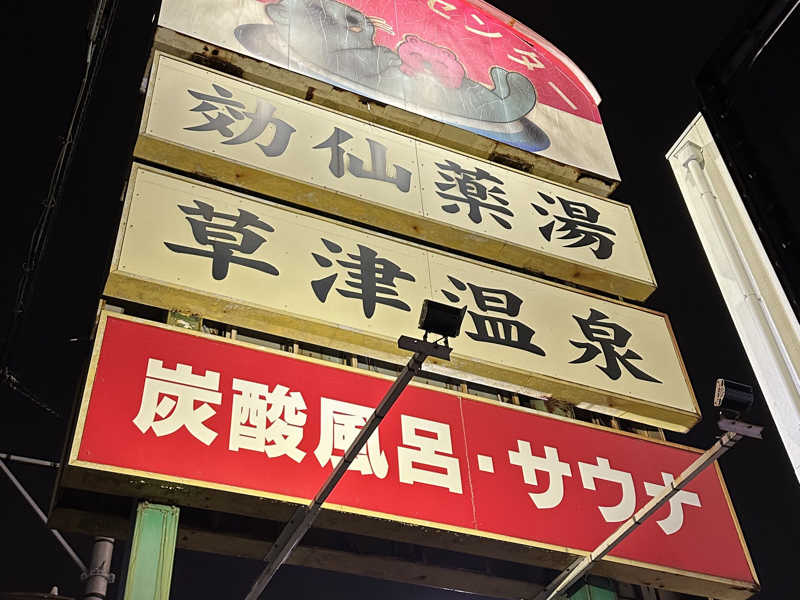 センター
効仙薬湯
草津温泉
炭酸風呂・サウナ